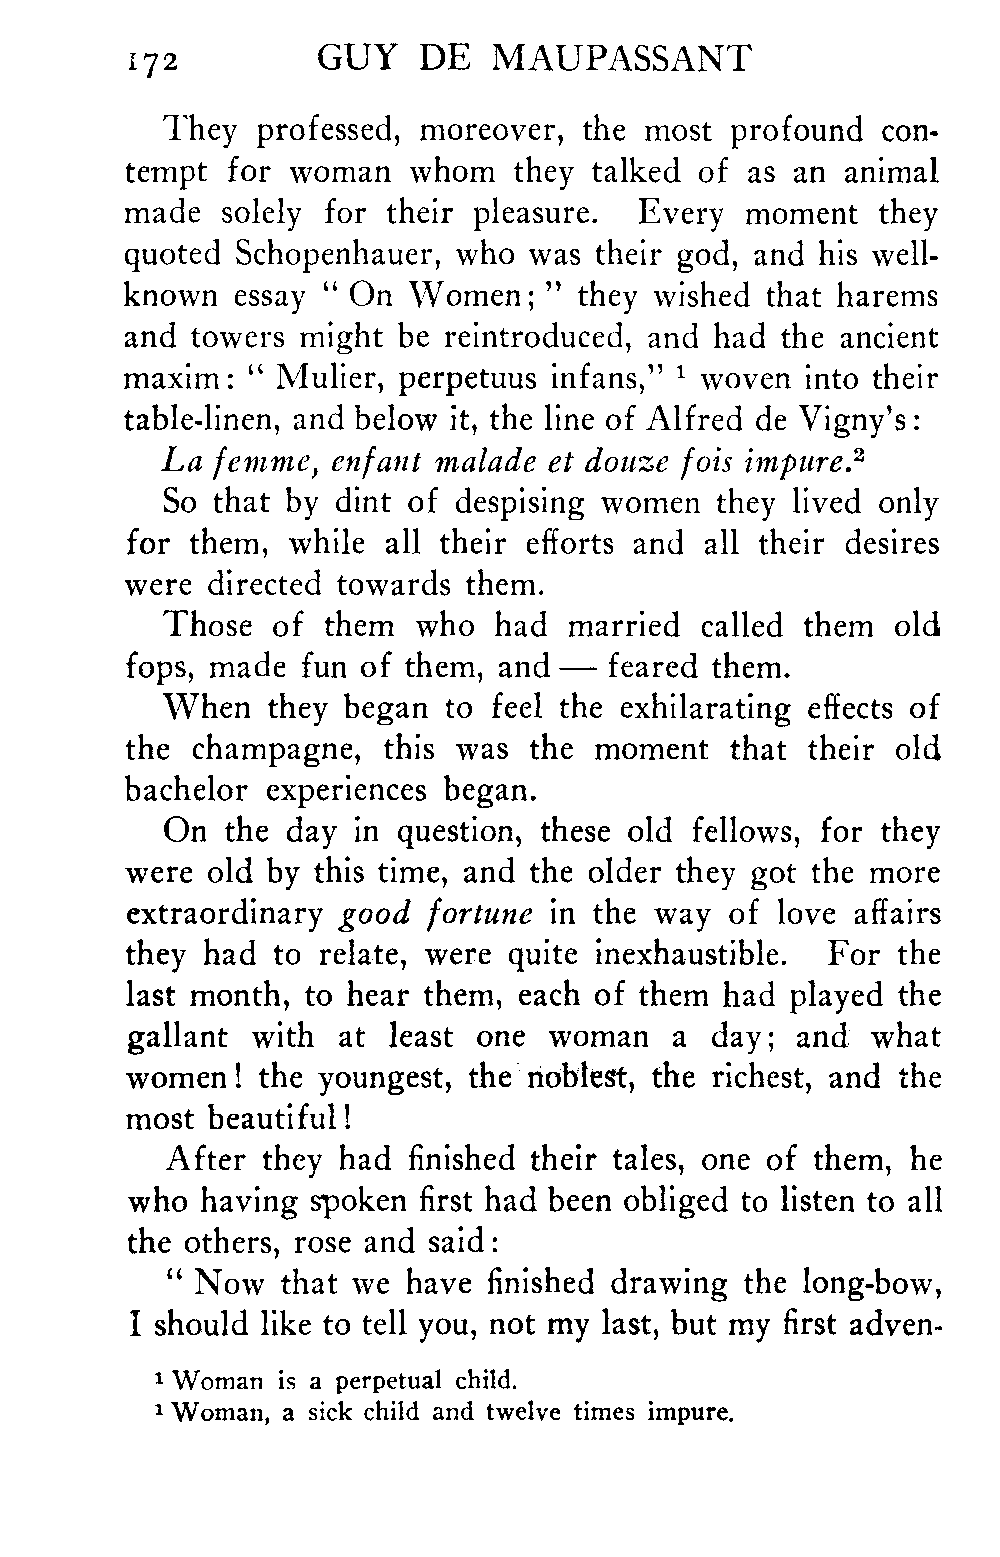 172 GUY DE MAUPASSANT
They professed, moreover, the most profound con-
tempt for woman whom they talked of as an animal
made solely for their pleasure. Every moment they
quoted Schopenhauer, who was their god, and his well-
known essay “ On Women; ” they wished that harems
and towers might be reintroduced, and had the ancient
maxim: “ Mulier, perpetuus infans,” ¹ woven into their
table-linen, and below it, the line of Alfred de Vigny’s:
La femme, enfant malade et douze fois impure.²
So that by dint of despising women they lived only
for them, while all their efforts and all their desires
were directed towards them.
Those of them who had married called them old
fops, made fun of them, and — feared them.
When they began to feel the exhilarating effects of
the champagne, this was the moment that their old
bachelor experiences began.
On the day in question, these old fellows, for they
were old by this time, and the older they got the more
extraordinary good fortune in the way of love affairs
they had to relate, were quite inexhaustible. For the
last month, to hear them, each of them had played the
gallant with at least one woman a day; and what
women! the youngest, the noblest, the richest, and the
most beautiful!
After they had finished their tales, one of them, he
who having spoken first had been obliged to listen to all
the others, rose and said:
“ Now that we have finished drawing the long-bow,
I should like to tell you, not my last, but my first adven-
¹ Woman is a perpetual child.
¹ Woman, a sick child and twelve times impure.